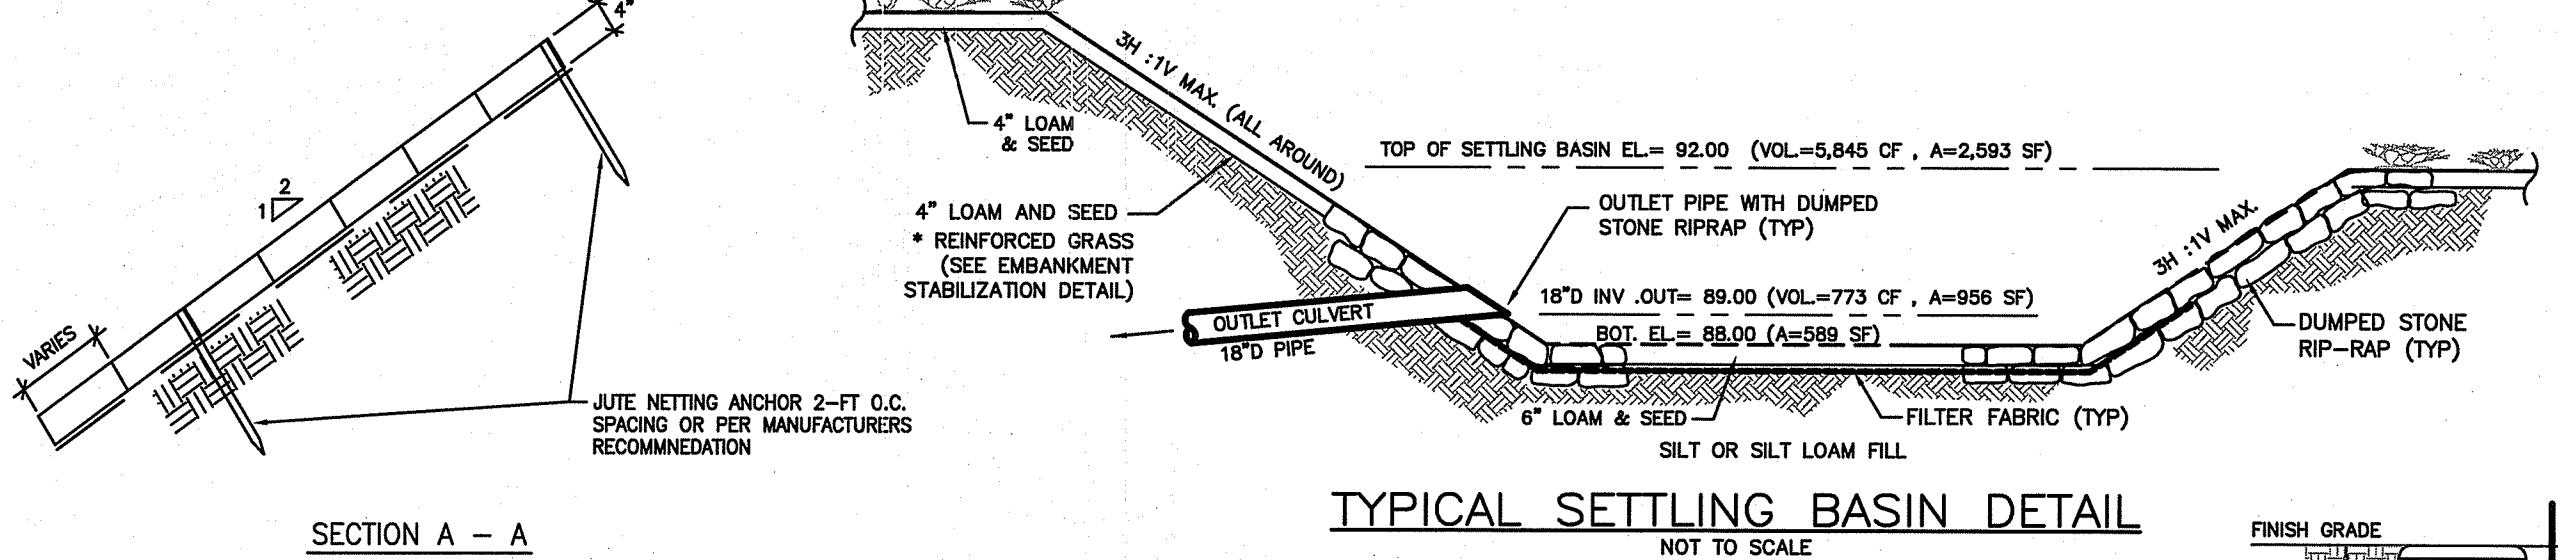 4"
2
1
VARIES
JUTE NETTING ANCHOR 2-FT O.C.
SPACING OR PER MANUFACTURERS
RECOMMNEDATION
SECTION A - A
3H :1V MAX. (ALL AROUND)
4" LOAM
& SEED
4" LOAM AND SEED
* REINFORCED GRASS
(SEE EMBANKMENT
STABILIZATION DETAIL)
TOP OF SETTLING BASIN EL.= 92.00 (VOL.=5,845 CF , A=2,593 SF)
OUTLET PIPE WITH DUMPED
STONE RIPRAP (TYP)
18"D INV .OUT= 89.00 (VOL.=773 CF , A=956 SF)
BOT. EL.= 88.00 (A=589 SF)
OUTLET CULVERT
18"D PIPE
3H :1V MAX.
DUMPED STONE
RIP-RAP (TYP)
6" LOAM & SEED
FILTER FABRIC (TYP)
SILT OR SILT LOAM FILL
TYPICAL SETTLING BASIN DETAIL
NOT TO SCALE
FINISH GRADE